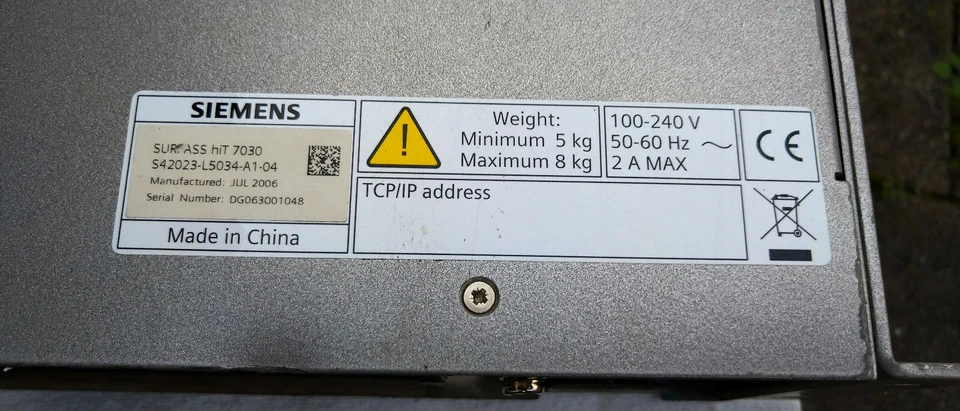 SIEMENS
SURPASS hiT 7030
S42023-L5034-A1-04
Manufactured: JUL 2006
Serial Number: DG063001048
Made in China
Weight:
Minimum 5 kg
Maximum 8 kg
100-240 V
50-60 Hz ~
2 A MAX
CE
TCP/IP address